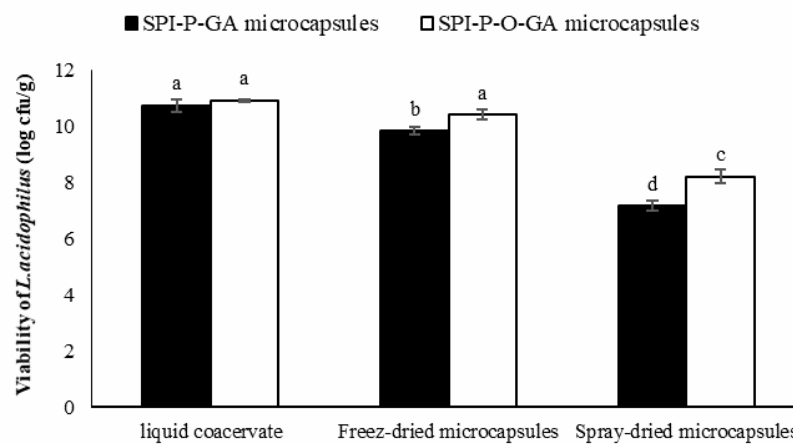 SPI-P-GA microcapsules SPI-P-O-GA microcapsules
Viability of L.acidophilus (log cfu/g)
12
10
8
6
4
2
0
a a
b a
d c
liquid coacervate Freez-dried microcapsules Spray-dried microcapsules